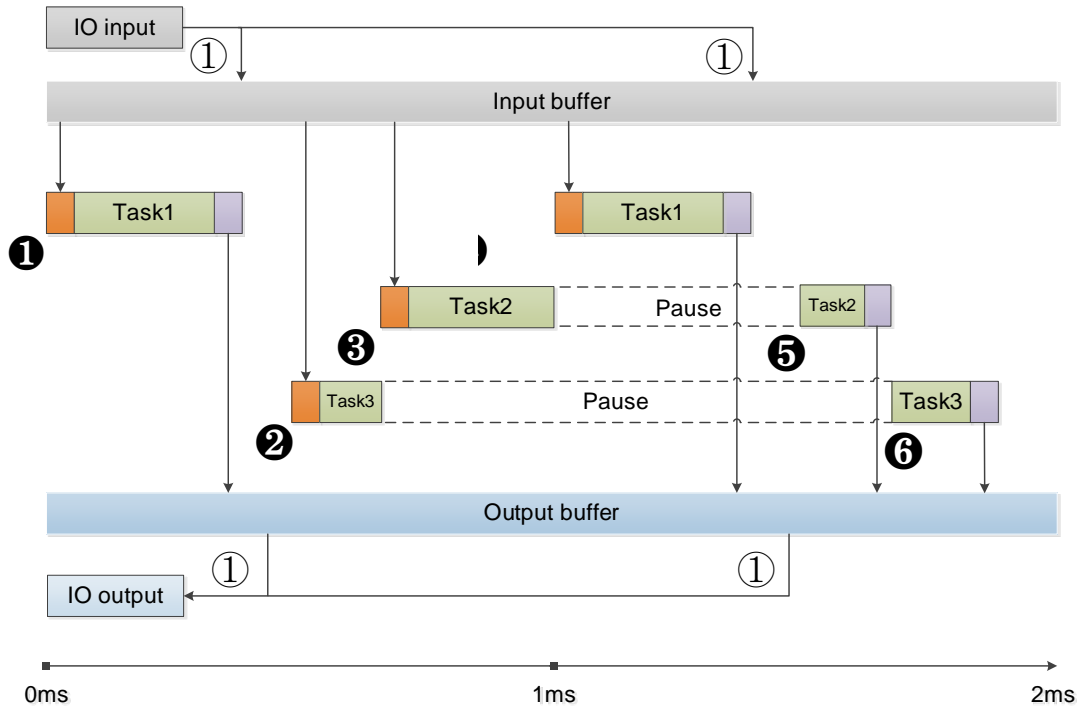 IO input
① ①
Input buffer
Task1 Task1
❶
Task2 Pause Task2
❸ ❺
Task3 Pause Task3
❷ ❻
Output buffer
① ①
IO output
0ms 1ms 2ms